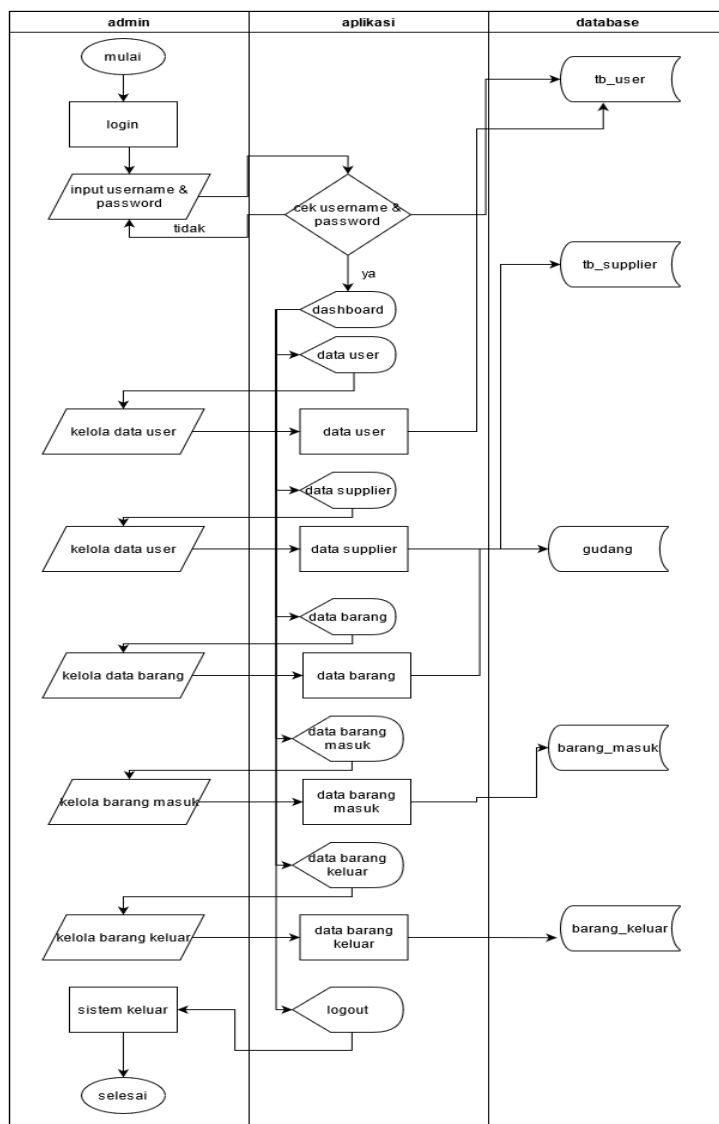 admin
aplikasi
database
mulai
tb_user
login
input username &
password
cek username &
password
tidak
tb_supplier
ya
dashboard
data user
kelola data user
data user
data supplier
kelola data user
data supplier
gudang
data barang
kelola data barang
data barang
data barang
masuk
barang_masuk
kelola barang masuk
data barang
masuk
data barang
keluar
kelola barang keluar
data barang
keluar
barang_keluar
sistem keluar
logout
selesai